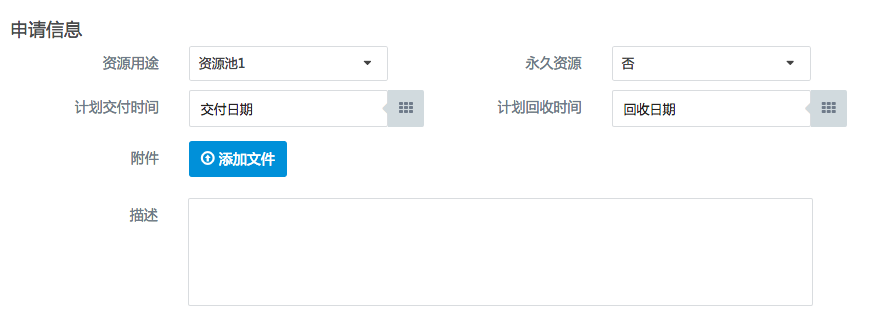 申请信息
资源用途 资源池1 永久资源 否
计划交付时间 交付日期 计划回收时间 回收日期
附件 添加文件
描述